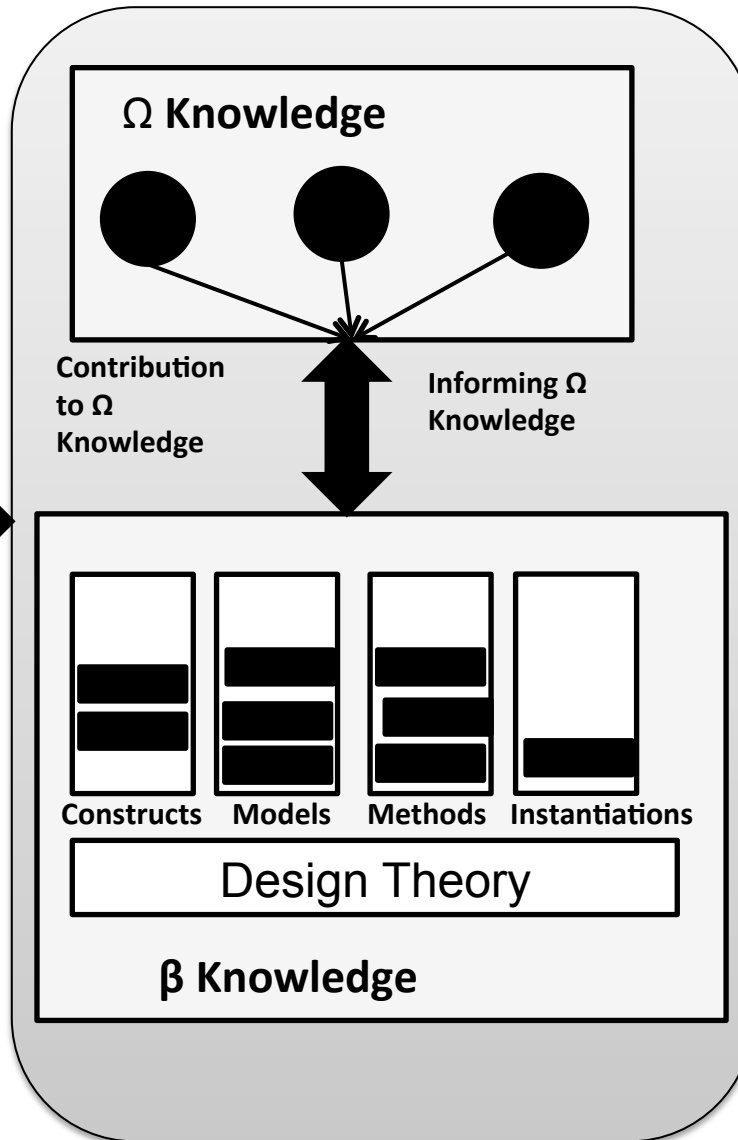 Ω Knowledge
Contribution
to Ω
Knowledge
Informing Ω
Knowledge
Constructs Models Methods Instantiations
Design Theory
β Knowledge